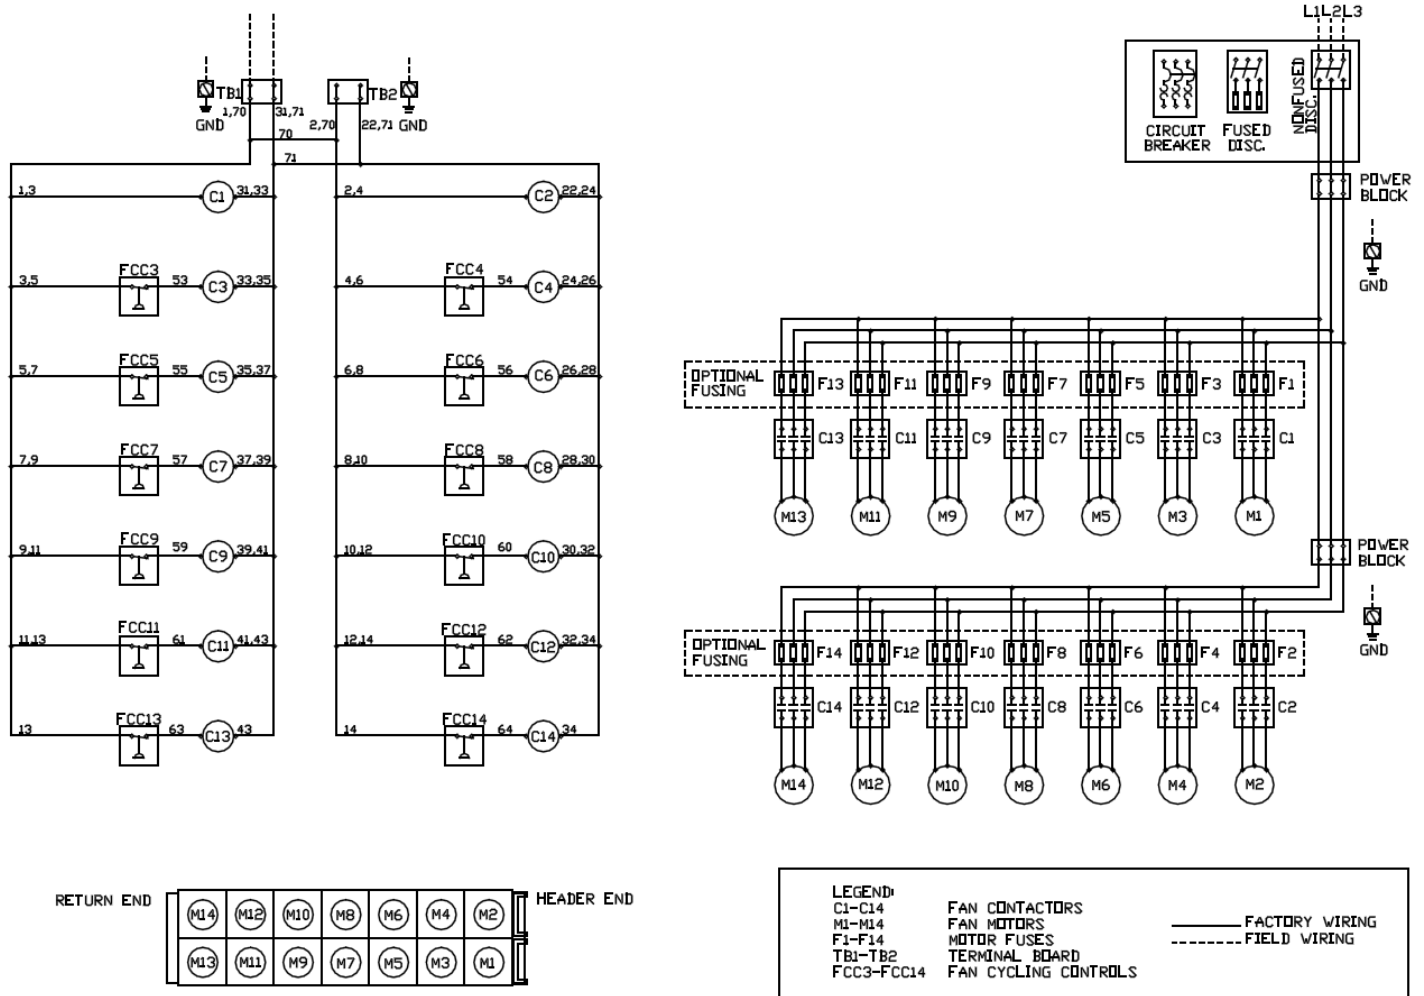 L1L2L3
TB1
TB2
GND
GND
1,70
31,71
2,70
22,71
70
71
CIRCUIT
BREAKER
FUSED
DISC.
NONFUSED
DISC.
POWER
BLOCK
GND
1,3
C1
31,33
2,4
C2
22,24
FCC3
3,5
53
C3
33,35
FCC4
4,6
54
C4
24,26
FCC5
5,7
55
C5
35,37
FCC6
6,8
56
C6
26,28
FCC7
7,9
57
C7
37,39
FCC8
8,10
58
C8
28,30
FCC9
9,11
59
C9
39,41
FCC10
10,12
60
C10
30,32
FCC11
11,13
61
C11
41,43
FCC12
12,14
62
C12
32,34
FCC13
13
63
C13
43
FCC14
14
64
C14
34
OPTIONAL
FUSING
F13
F11
F9
F7
F5
F3
F1
C13
C11
C9
C7
C5
C3
C1
M13
M11
M9
M7
M5
M3
M1
POWER
BLOCK
GND
OPTIONAL
FUSING
F14
F12
F10
F8
F6
F4
F2
C14
C12
C10
C8
C6
C4
C2
M14
M12
M10
M8
M6
M4
M2
RETURN END
HEADER END
M14
M12
M10
M8
M6
M4
M2
M13
M11
M9
M7
M5
M3
M1
LEGEND:
C1-C14 FAN CONTACTORS
M1-M14 FAN MOTORS
F1-F14 MOTOR FUSES
TB1-TB2 TERMINAL BOARD
FCC3-FCC14 FAN CYCLING CONTROLS
FACTORY WIRING
FIELD WIRING